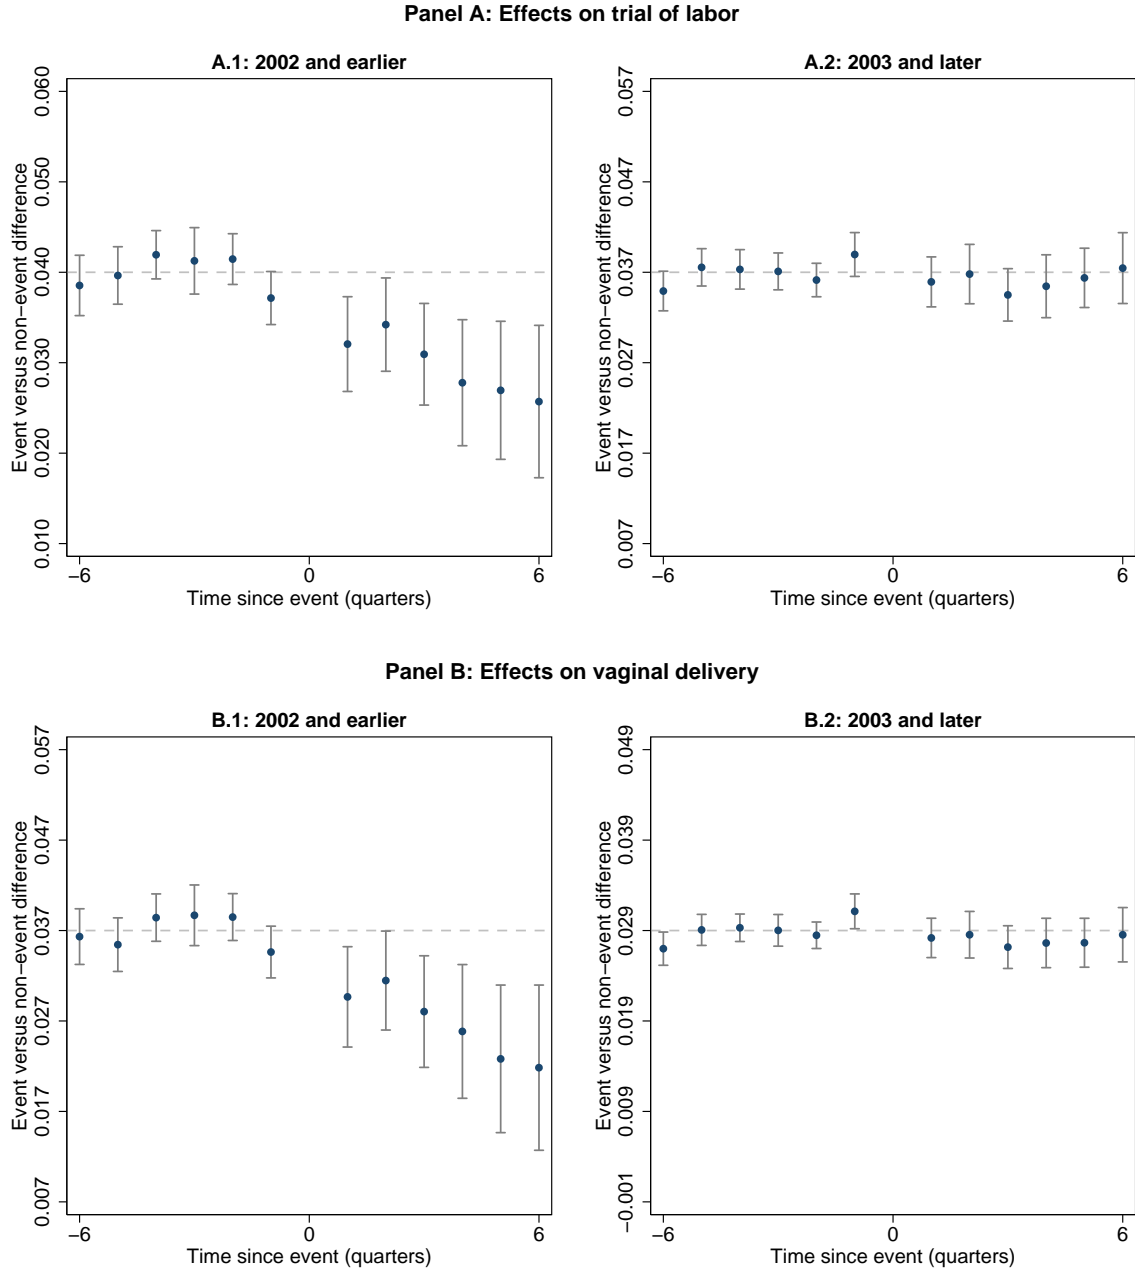 Panel A: Effects on trial of labor
A.1: 2002 and earlier
Event versus non−event difference
0.060
0.050
0.040
0.030
0.020
0.010
−6
0
6
Time since event (quarters)
A.2: 2003 and later
Event versus non−event difference
0.057
0.047
0.037
0.027
0.017
0.007
−6
0
6
Time since event (quarters)
Panel B: Effects on vaginal delivery
B.1: 2002 and earlier
Event versus non−event difference
0.057
0.047
0.037
0.027
0.017
0.007
−6
0
6
Time since event (quarters)
B.2: 2003 and later
Event versus non−event difference
0.049
0.039
0.029
0.019
0.009
−0.001
−6
0
6
Time since event (quarters)